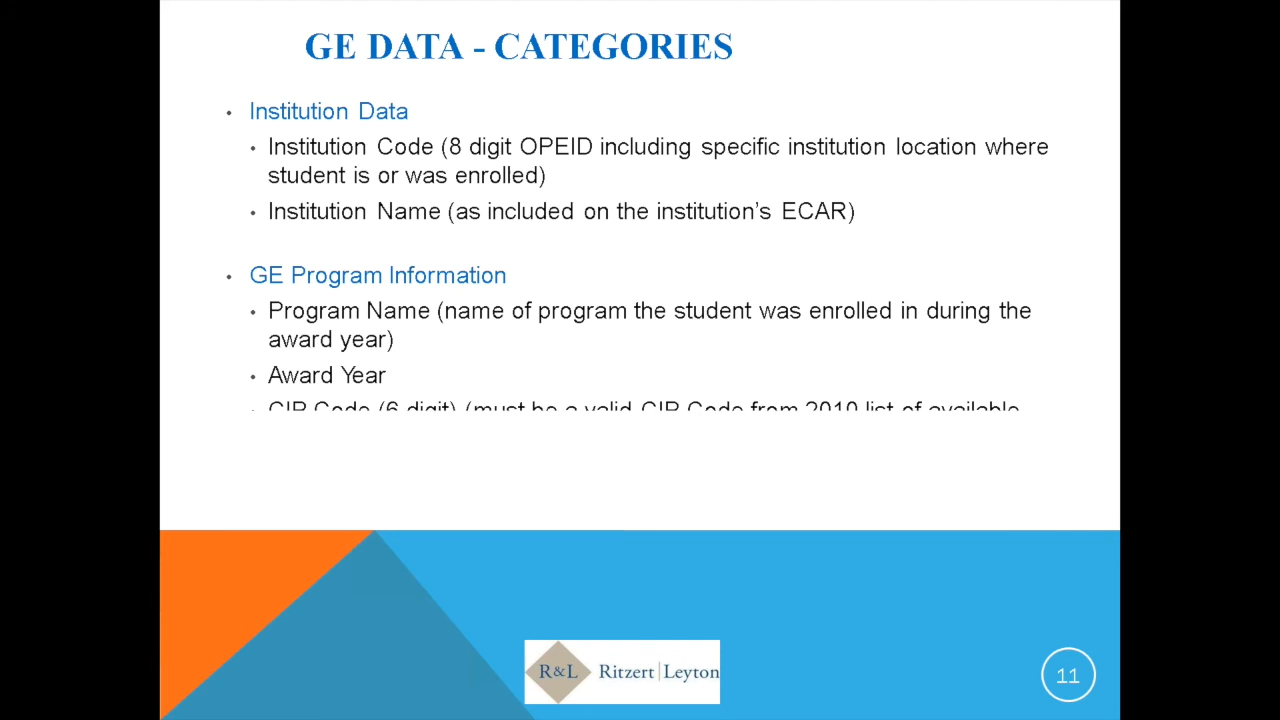 GE DATA - CATEGORIES
• Institution Data
• Institution Code (8 digit OPEID including specific institution location where
student is or was enrolled)
• Institution Name (as included on the institution’s ECAR)
• GE Program Information
• Program Name (name of program the student was enrolled in during the
award year)
• Award Year
• CIP Code (6 digit) (must be a valid CIP Code from 2010 list of available
R&L Ritzert|Leyton
11